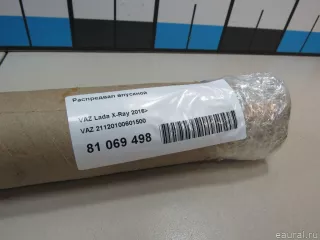 Распредвал впускной
VAZ Lada X-Ray 2016>
VAZ 21120100601500
81 069 498
eaural.ru